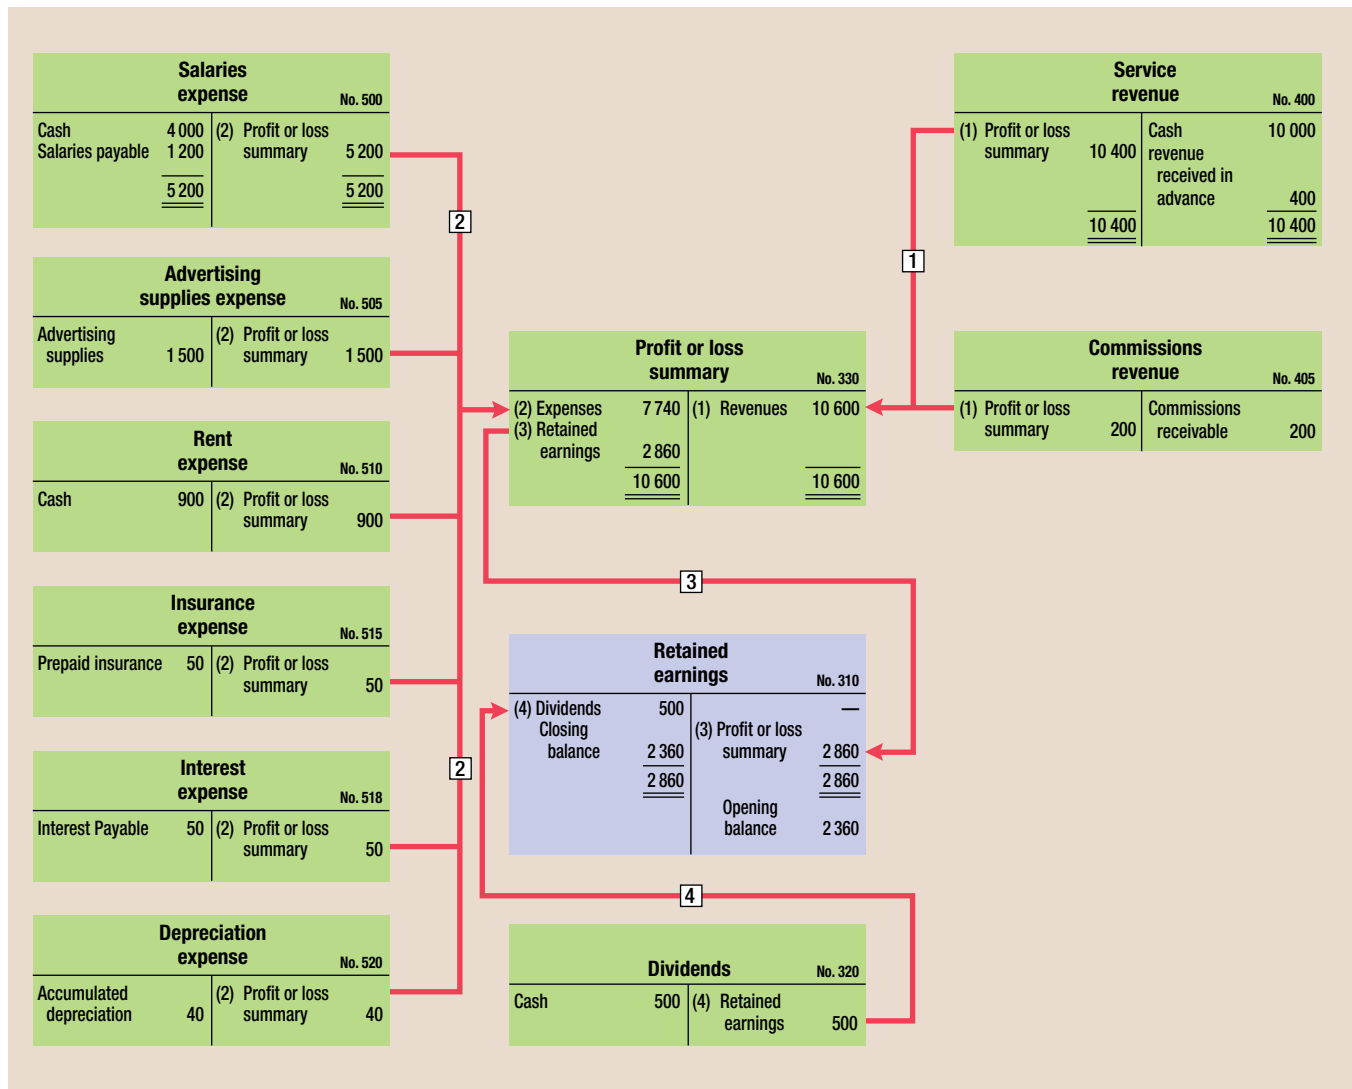 Salaries
expense No. 500
Cash 4 000 (2) Profit or loss
Salaries payable 1 200 summary 5 200
5 200 5 200
2
Advertising
supplies expense No. 505
Advertising (2) Profit or loss
supplies 1 500 summary 1 500
Rent
expense No. 510
Cash 900 (2) Profit or loss
summary 900
Insurance
expense No. 515
Prepaid insurance 50 (2) Profit or loss
summary 50
2
Interest
expense No. 518
Interest Payable 50 (2) Profit or loss
summary 50
Depreciation
expense No. 520
Accumulated (2) Profit or loss
depreciation 40 summary 40
Profit or loss
summary No. 330
(2) Expenses 7 740 (1) Revenues 10 600
(3) Retained
earnings 2 860
10 600 10 600
3
Retained
earnings No. 310
(4) Dividends 500 —
Closing (3) Profit or loss
balance 2 360 summary 2 860
2 860 2 860
Opening
balance 2 360
4
Dividends No. 320
Cash 500 (4) Retained
earnings 500
Service
revenue No. 400
(1) Profit or loss Cash 10 000
summary 10 400 revenue
received in
advance 400
10 400 10 400
1
Commissions
revenue No. 405
(1) Profit or loss Commissions
summary 200 receivable 200